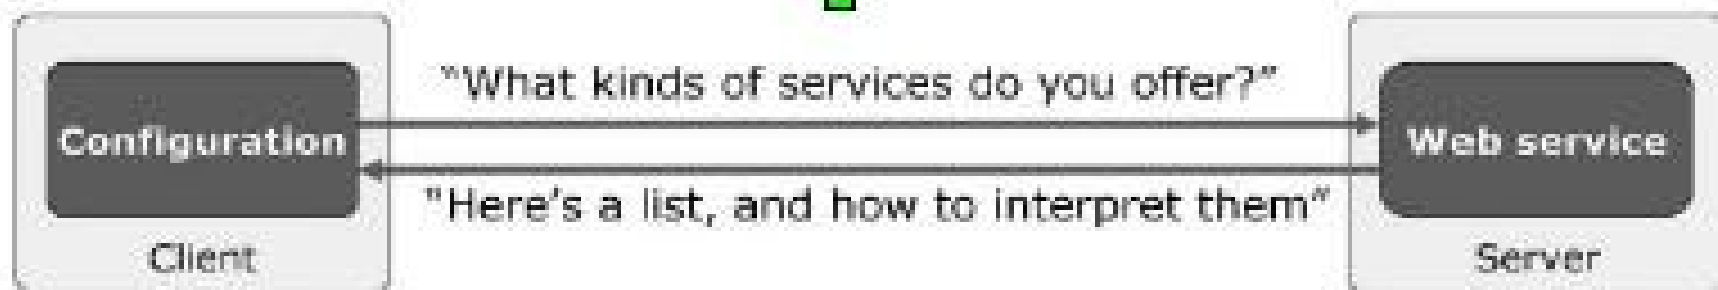 “What kinds of services do you offer?”
Configuration
Web service
“Here’s a list, and how to interpret them”
Client
Server